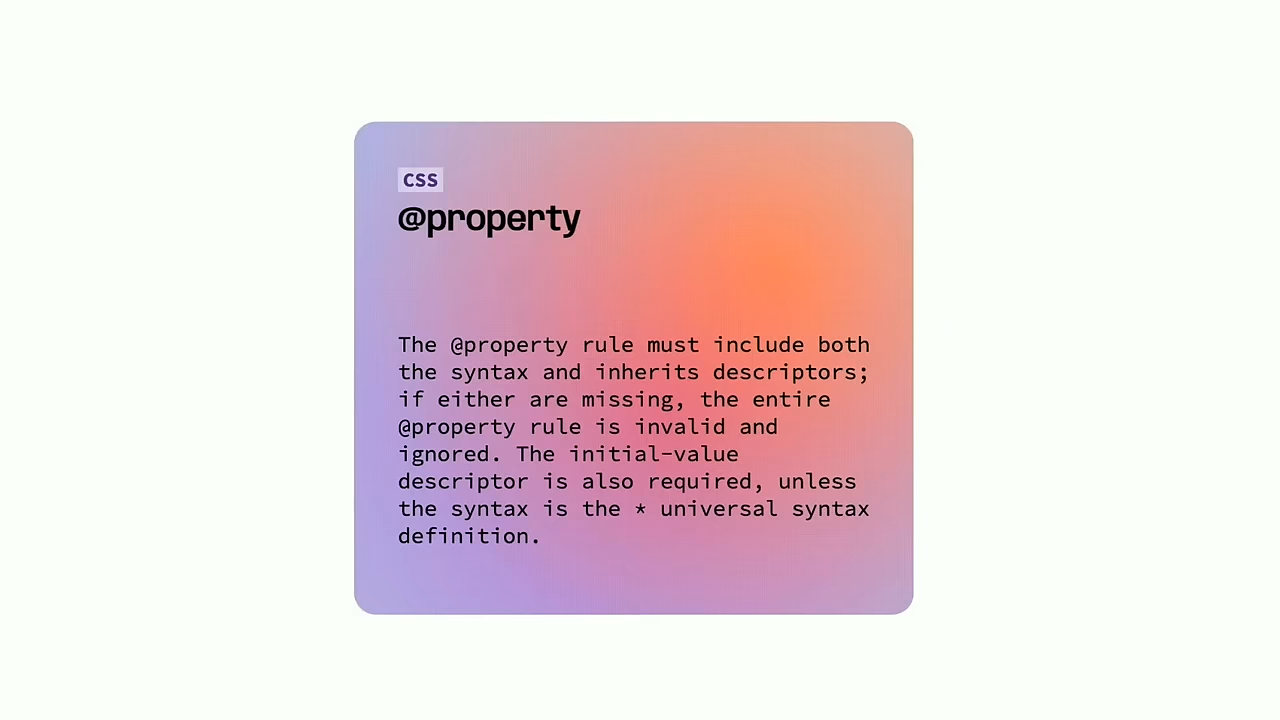 CSS
@property
The @property rule must include both
the syntax and inherits descriptors;
if either are missing, the entire
@property rule is invalid and
ignored. The initial-value
descriptor is also required, unless
the syntax is the * universal syntax
definition.